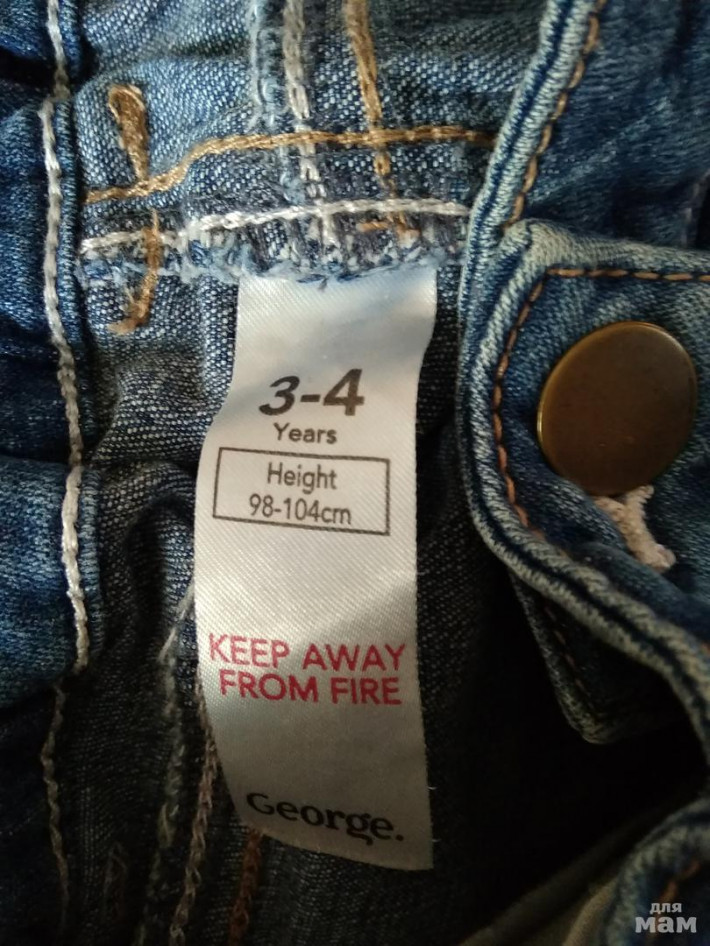 3-4
Years
Height
98-104cm
KEEP AWAY
FROM FIRE
George.
для
мам